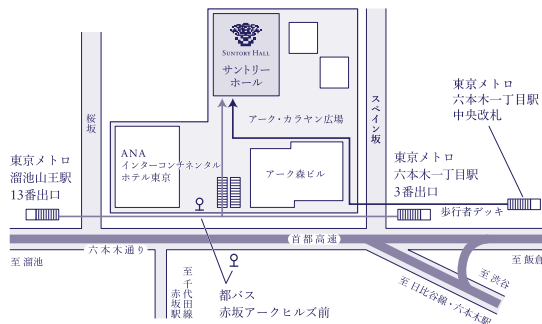 SUNTORY HALL
サントリー
ホール
桜坂
スペイン坂
アーク・カラヤン広場
東京メトロ
六本木一丁目駅
中央改札
ANA
インターコンチネンタル
ホテル東京
アーク森ビル
東京メトロ
溜池山王駅
13番出口
東京メトロ
六本木一丁目駅
3番出口
歩行者デッキ
首都高速
六本木通り
至 溜池
至 飯倉
至 渋谷
至 千代田線
赤坂駅
都バス
赤坂アークヒルズ前
至 日比谷線・六本木駅